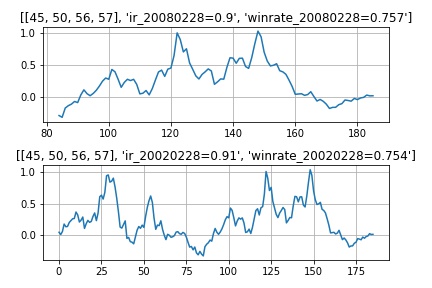 [[45, 50, 56, 57], 'ir_20080228=0.9', 'winrate_20080228=0.757']
1.0
0.5
0.0
80 100 120 140 160 180
[[45, 50, 56, 57], 'ir_20020228=0.91', 'winrate_20020228=0.754']
1.0
0.5
0.0
0 25 50 75 100 125 150 175